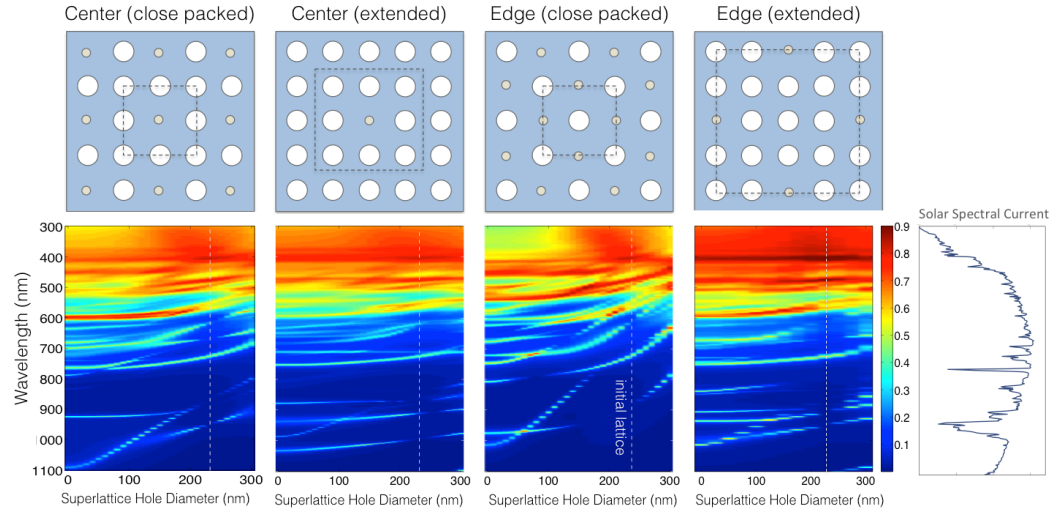 Center (close packed)
Center (extended)
Edge (close packed)
Edge (extended)
Solar Spectral Current
Wavelength (nm)
300
400
500
600
700
800
900
1000
1100
initial lattice
0.9
0.8
0.7
0.6
0.5
0.4
0.3
0.2
0.1
0 100 200 300
0 100 200 300
0 100 200 300
0 100 200 300
Superlattice Hole Diameter (nm)
Superlattice Hole Diameter (nm)
Superlattice Hole Diameter (nm)
Superlattice Hole Diameter (nm)